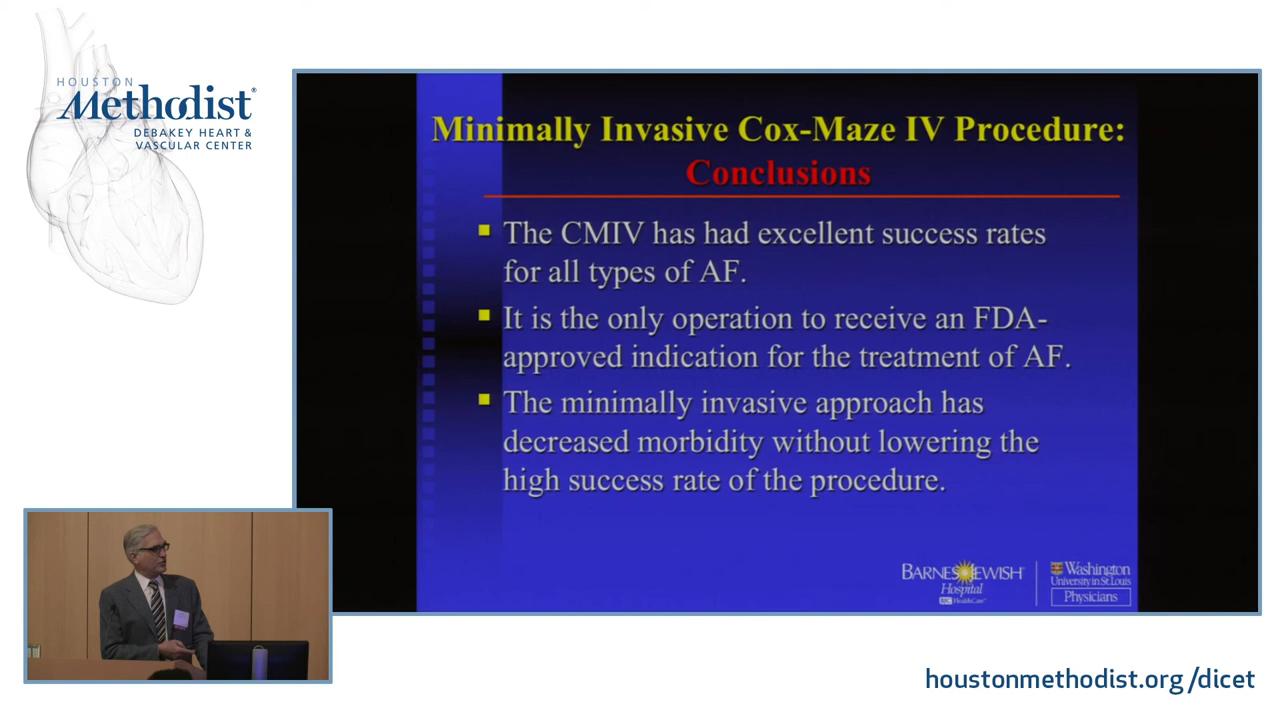 HOUSTON
Methodist®
DEBAKEY HEART &
VASCULAR CENTER
Minimally Invasive Cox-Maze IV Procedure:
Conclusions
The CMIV has had excellent success rates
for all types of AF.
It is the only operation to receive an FDA-
approved indication for the treatment of AF.
The minimally invasive approach has
decreased morbidity without lowering the
high success rate of the procedure.
BARNES JEWISH
Hospital
BJC HealthCare™
Washington
University in St. Louis
Physicians
houstonmethodist.org/dicet